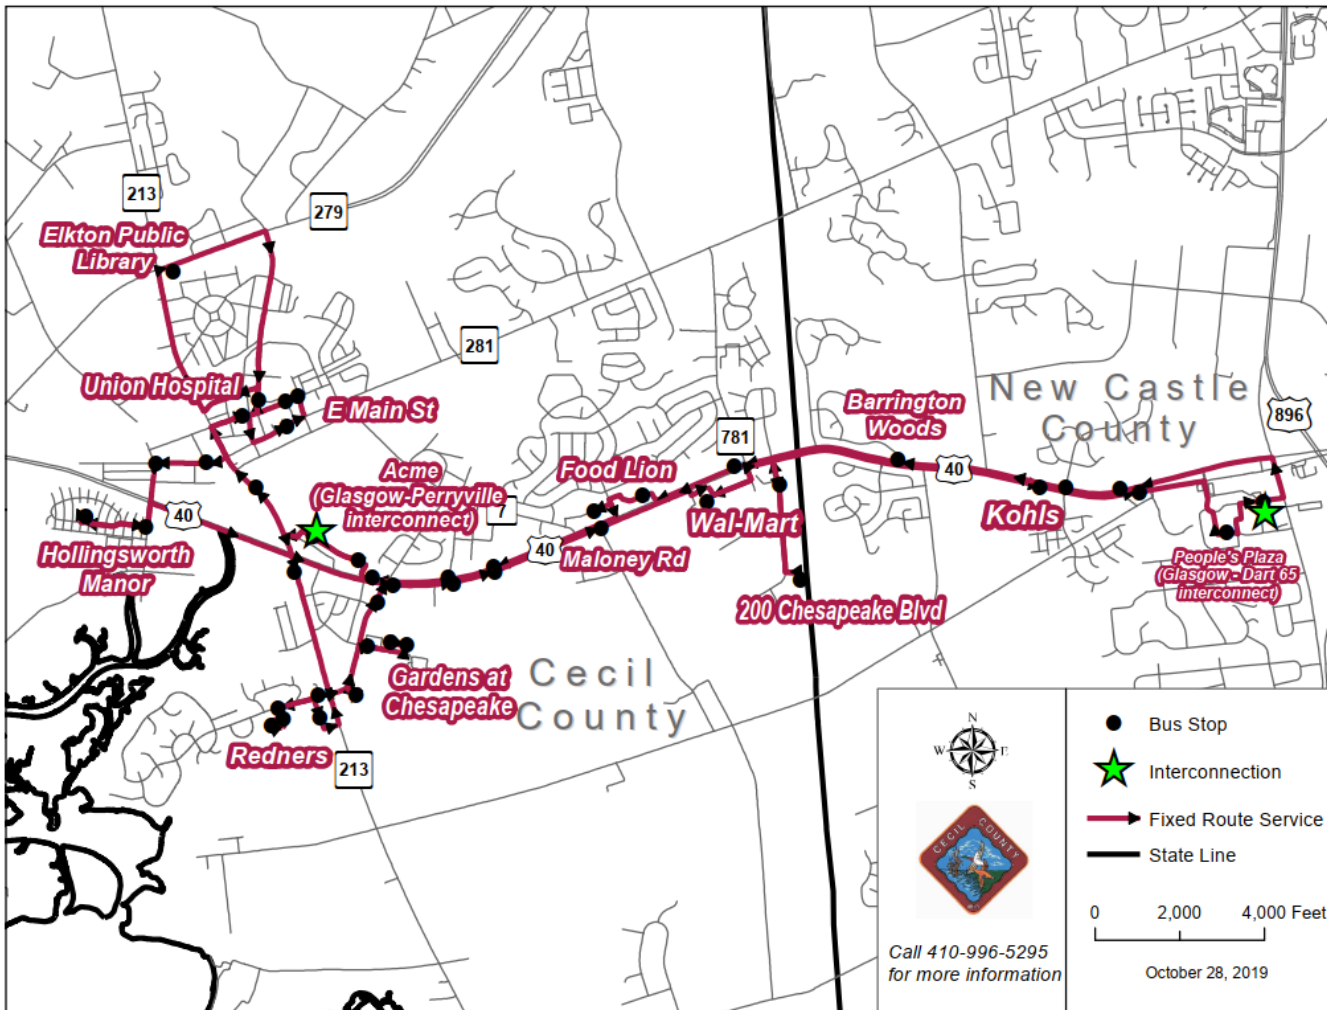 213
279
Elkton Public
Library
281
Union Hospital
E Main St
New Castle
County
896
Barrington
Woods
781
40
Acme
(Glasgow-Perryville
interconnect)
Food Lion
7
40
Wal-Mart
Kohls
40
Hollingsworth
Manor
Maloney Rd
People's Plaza
(Glasgow - Dart 65
interconnect)
200 Chesapeake Blvd
Gardens at
Chesapeake
Cecil
County
Redners
213
N
W E
S
CECIL COUNTY
Call 410-996-5295
for more information
Bus Stop
Interconnection
Fixed Route Service
State Line
0 2,000 4,000 Feet
October 28, 2019